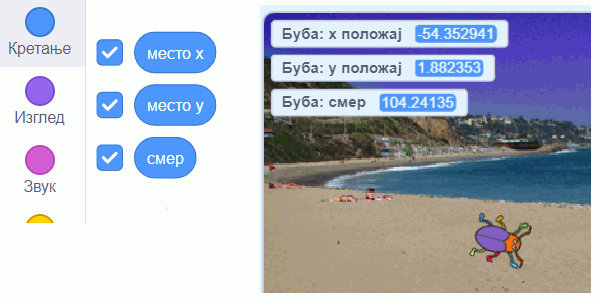 Кретање
Изглед
Звук
место x
место y
смер
Буба: x положај -54.352941
Буба: y положај 1.882353
Буба: смер 104.24135